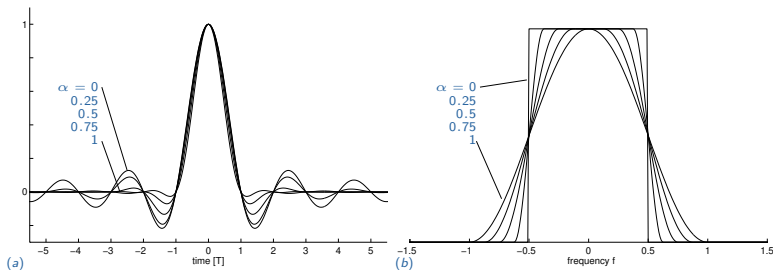 1
0
α = 0
0.25
0.5
0.75
1
−5 −4 −3 −2 −1 0 1 2 3 4 5
time [T]
(a)
α = 0
0.25
0.5
0.75
1
−1.5 −1 −0.5 0 0.5 1 1.5
frequency f
(b)